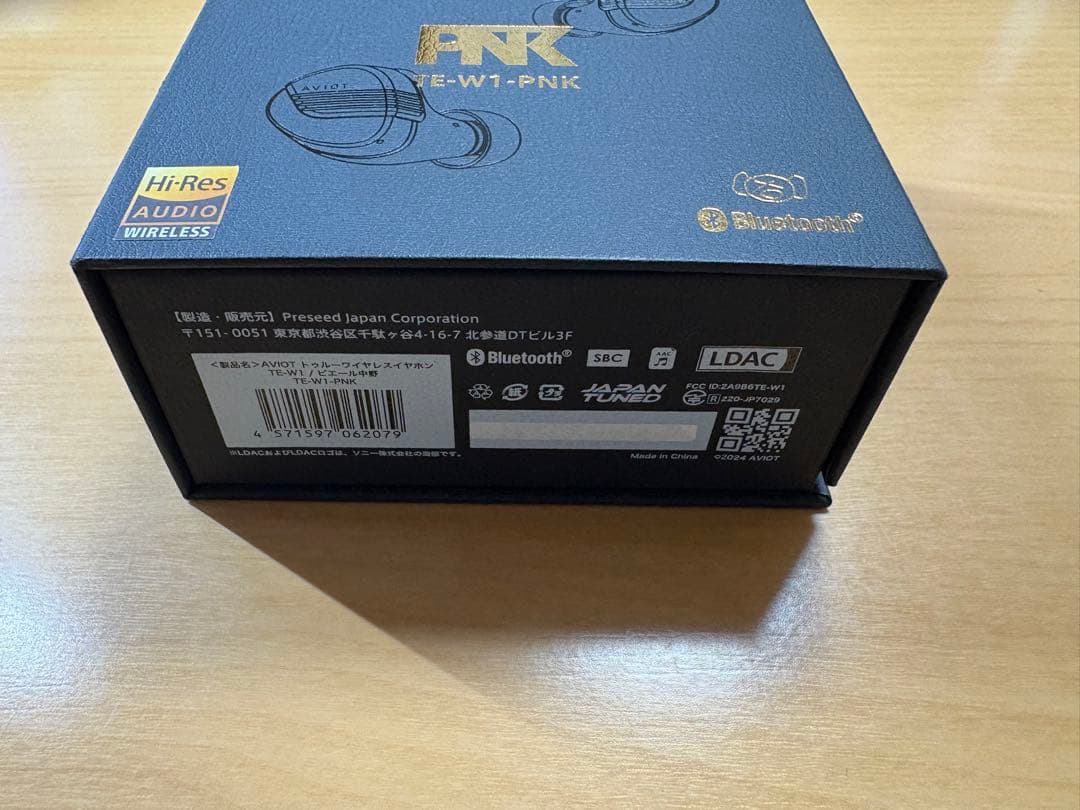 PNK
TE-W1-PNK
AVIOT
Hi-Res
AUDIO
WIRELESS
Bluetooth®
【製造・販売元】Preseed Japan Corporation
〒151-0051 東京都渋谷区千駄ヶ谷4-16-7 北参道DTビル3F
<製品名>AVIOT トゥルーワイヤレスイヤホン
TE-W1 / ピエール中野
TE-W1-PNK
4 571597 062079
※LDACおよびLDACロゴは、ソニー株式会社の商標です。
Bluetooth® SBC AAC LDAC
紙 プラ JAPAN TUNED
FCC ID:2A9B6TE-W1
R 220-JP7029
Made in China ©2024 AVIOT